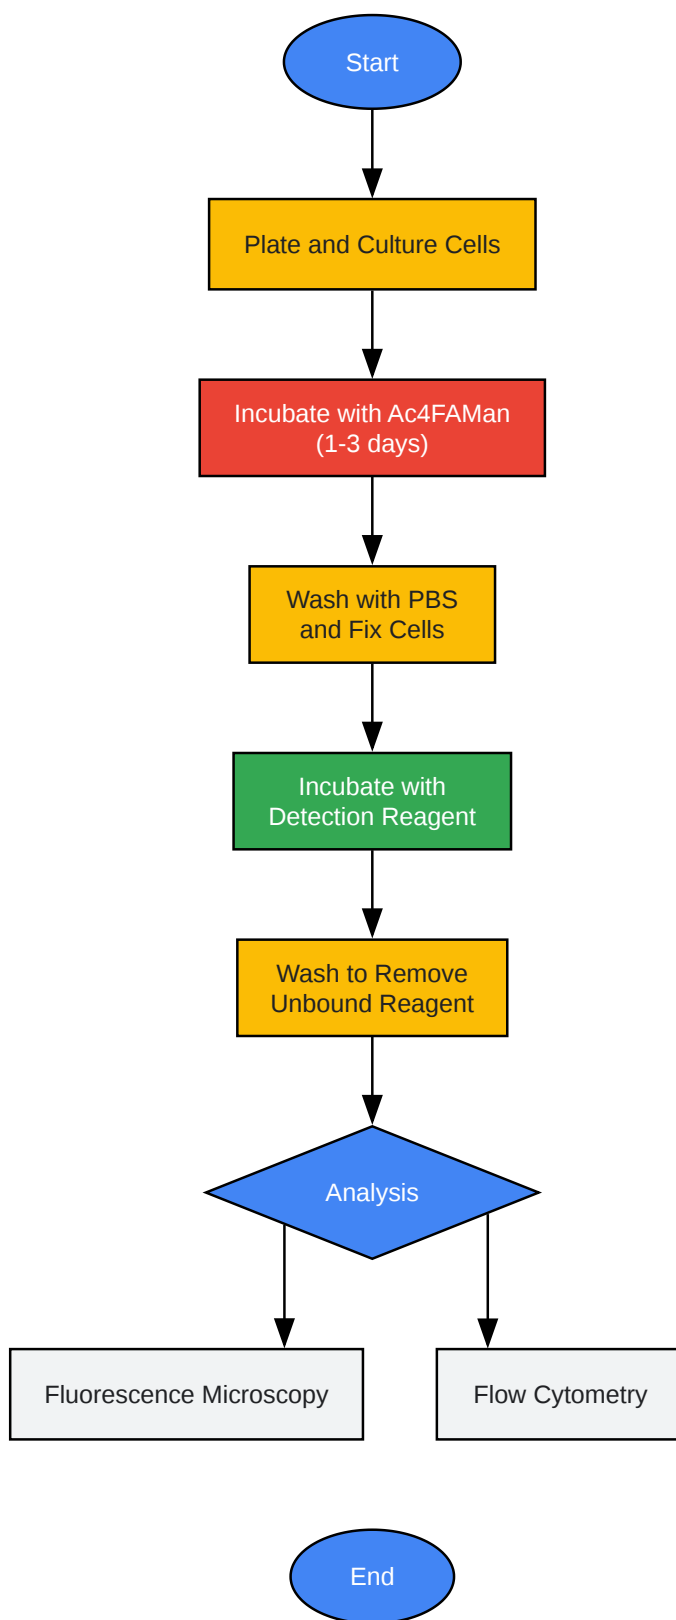 Start
Plate and Culture Cells
Incubate with Ac4FAMan
(1-3 days)
Wash with PBS
and Fix Cells
Incubate with
Detection Reagent
Wash to Remove
Unbound Reagent
Analysis
Fluorescence Microscopy
Flow Cytometry
End